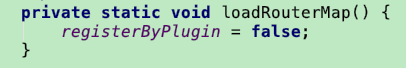 private static void loadRouterMap() {
    registerByPlugin = false;
}